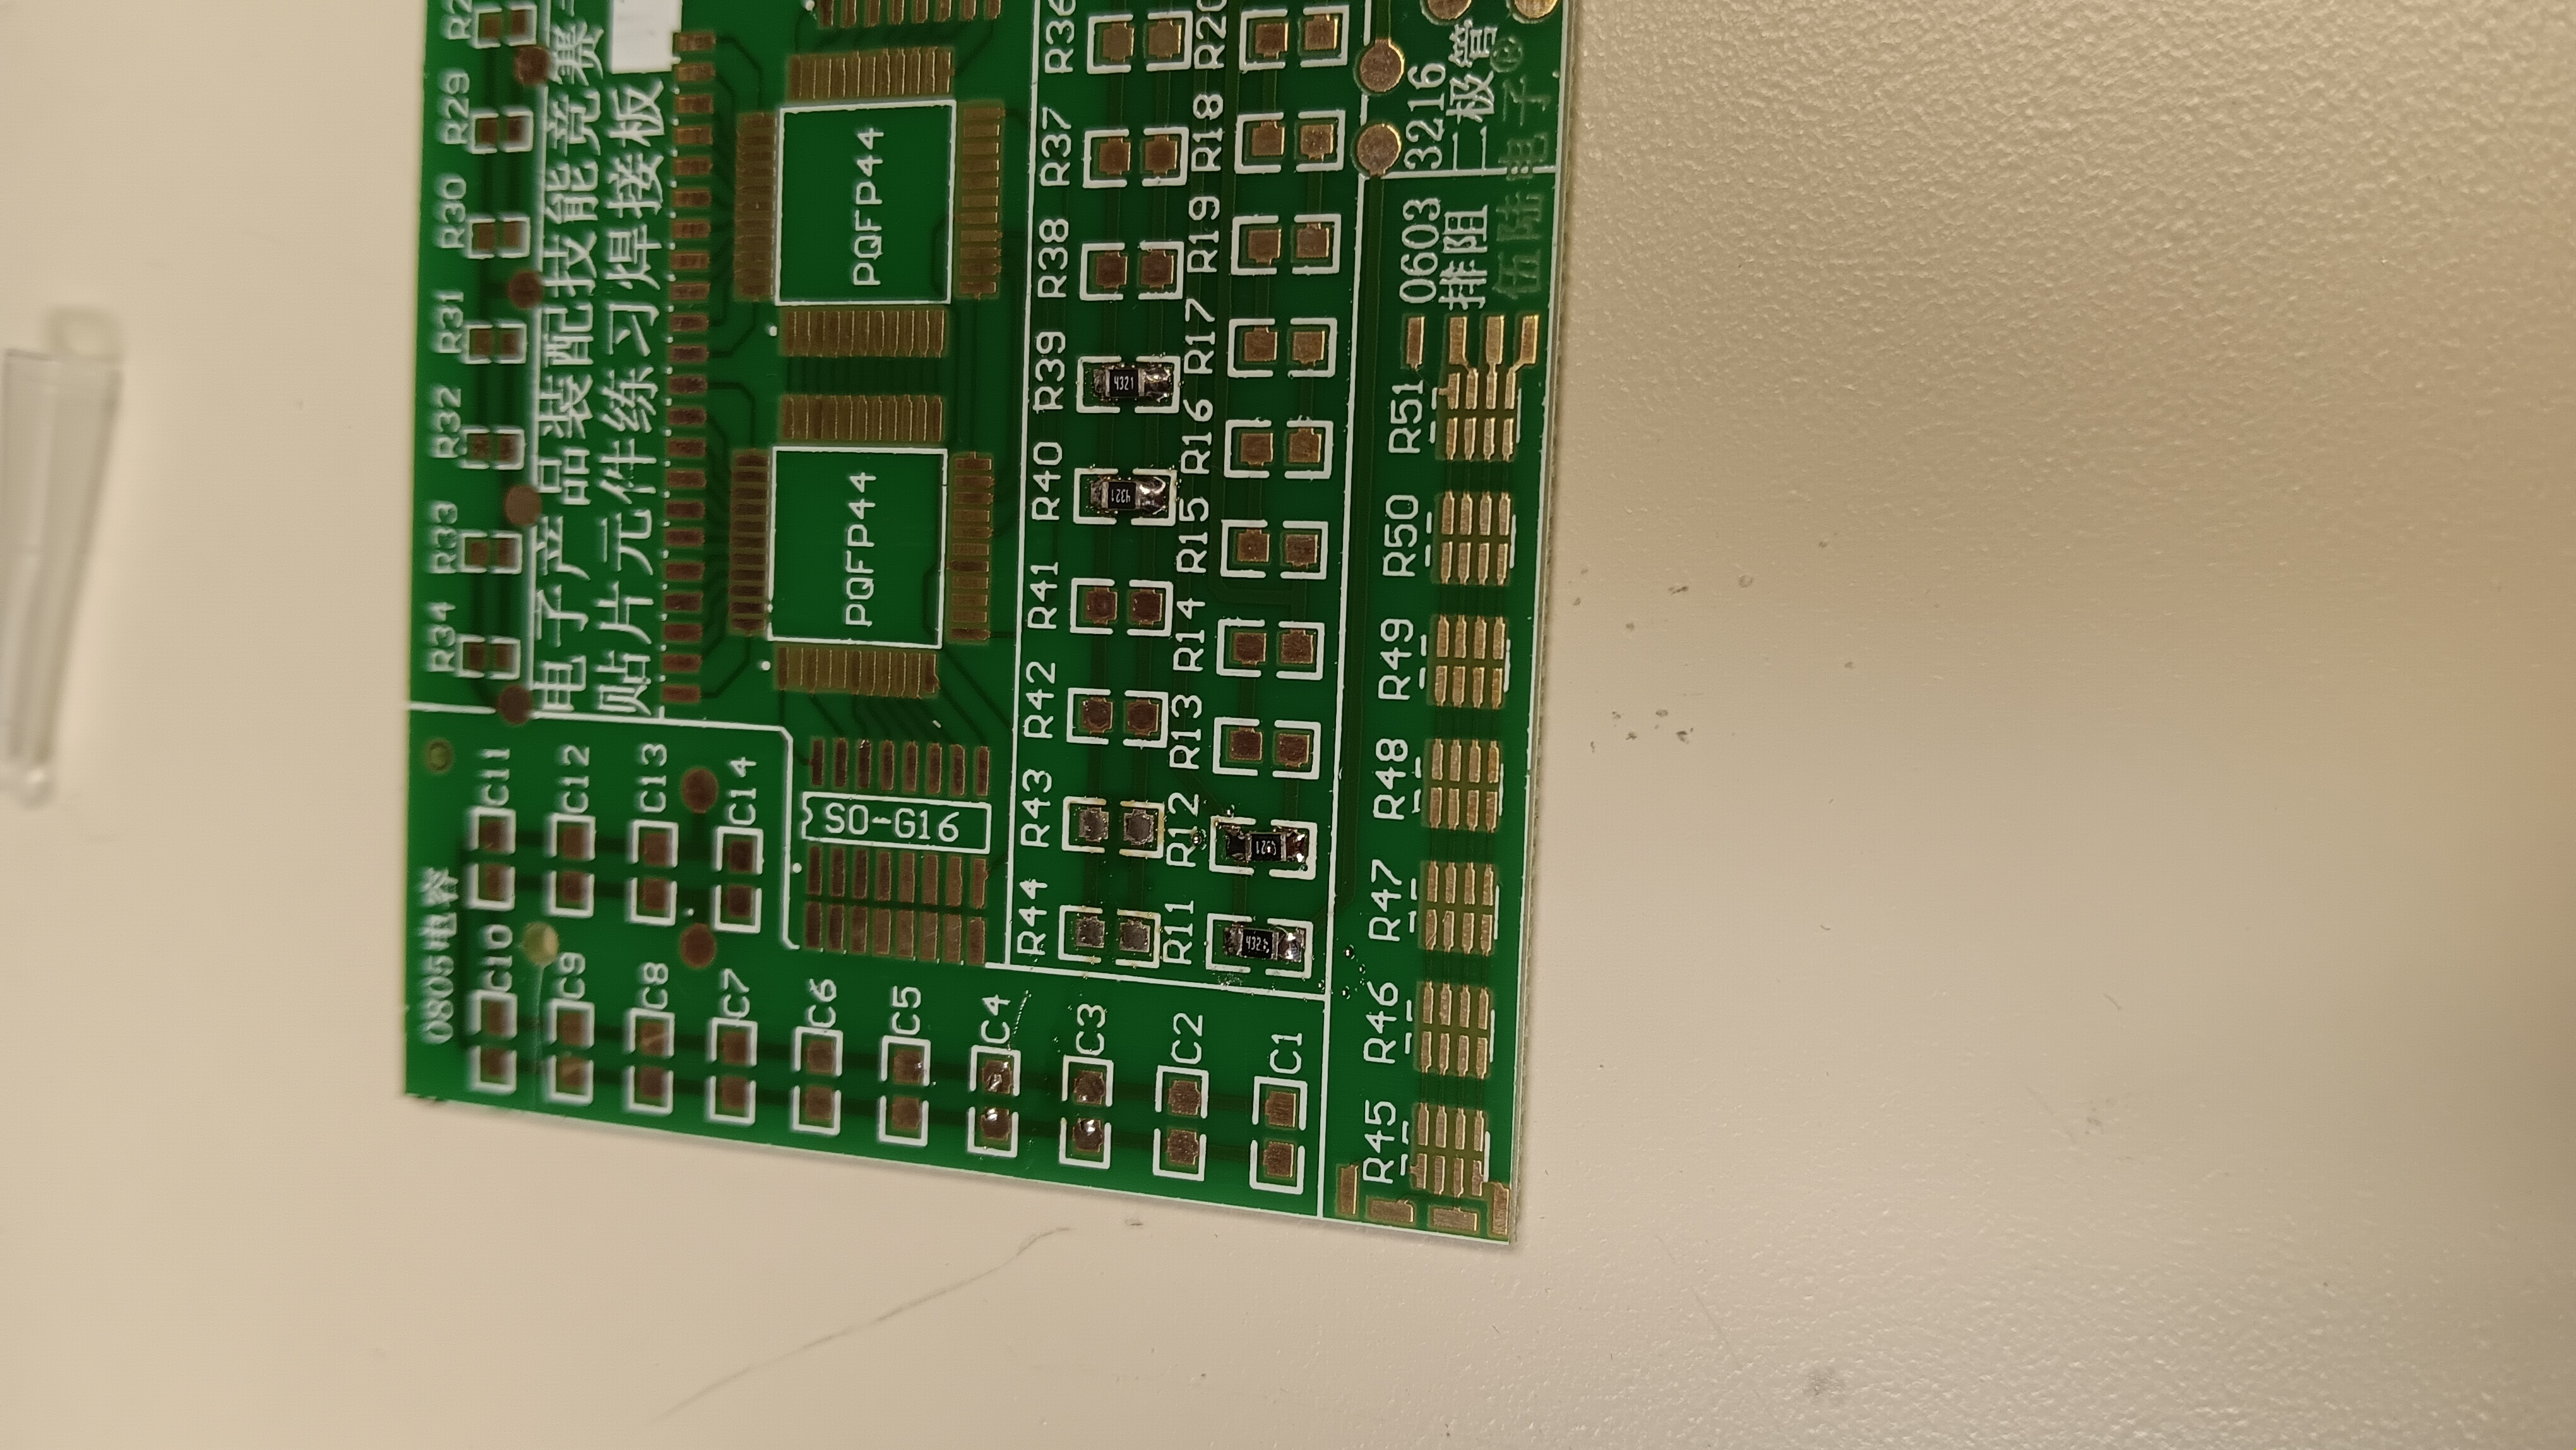 0805电容
C10 C11
C9 C12
C8 C13
C7 C14
C6
C5
C4
C3
C2
C1
R34 R33 R32 R31 R30 R29
电子产品装配技能竞赛
贴片元件练习焊接板
SO-G16
PQFP44 PQFP44
R44 R43 R42 R41 R40 R39 R38 R37 R36
4321
R11 R12 R13 R14 R15 R16 R17 R19 R18 R20
R45 R46 R47 R48 R49 R50 R51
0603
排阻
3216
二极管
伍陆电子®